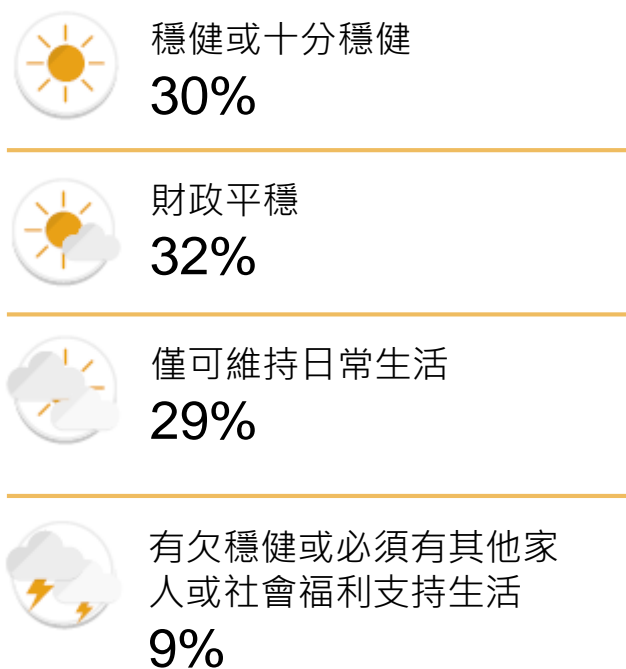 穩健或十分穩健
30%
財政平穩
32%
僅可維持日常生活
29%
有欠穩健或必須有其他家
人或社會福利支持生活
9%